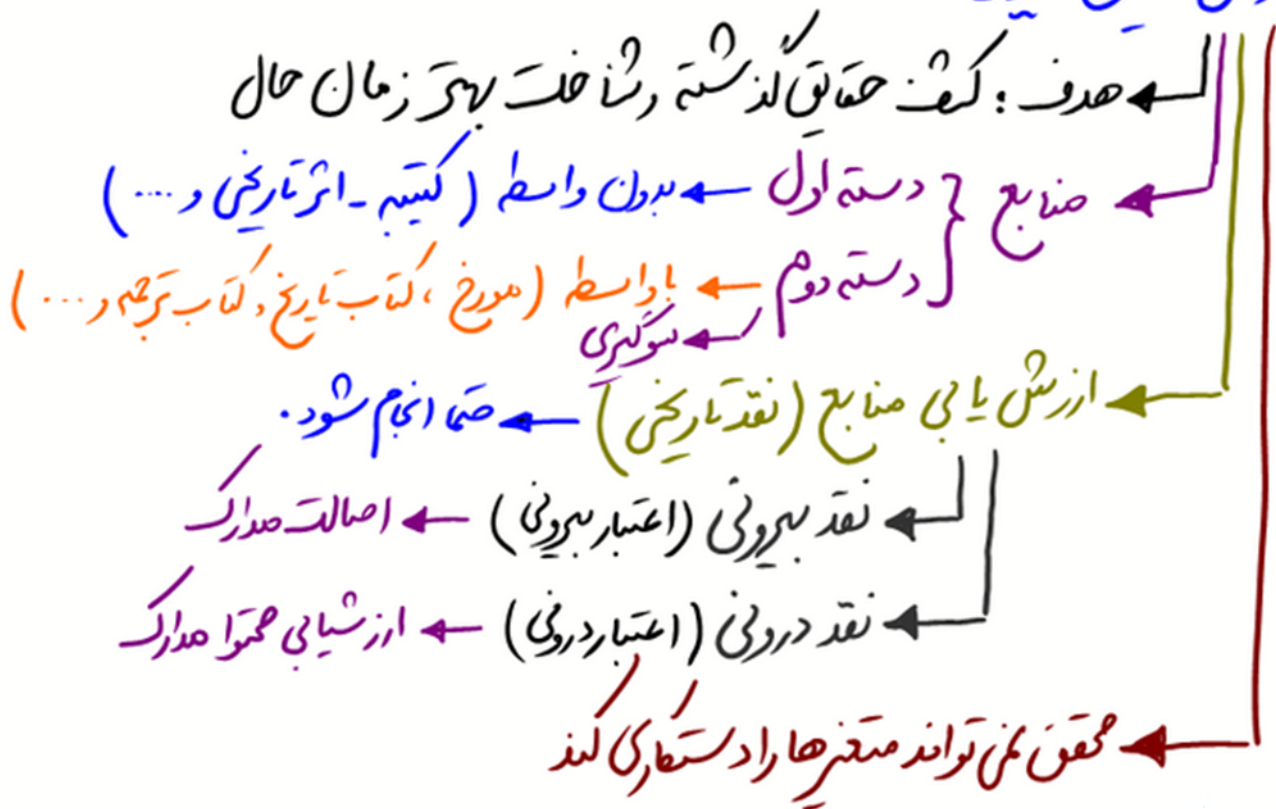 هدف : کشف حقایق گذشته و شناخت بهتر زمان حال
منابع { دسته اول ← بدون واسطه ( کتیبه - اثر تاریخی و .... )
دسته دوم ← با واسطه ( مورخ ، کتاب تاریخ ، کتاب ترجمه و ... )
← سوگیری
ارزش یابی منابع ( نقد تاریخی ) ← حتما انجام شود .
نقد بیرونی ( اعتبار بیرونی ) ← اصالت مدارک
نقد درونی ( اعتبار درونی ) ← ارزشیابی محتوا مدارک
محقق نمی تواند متغیرها را دستکاری کند